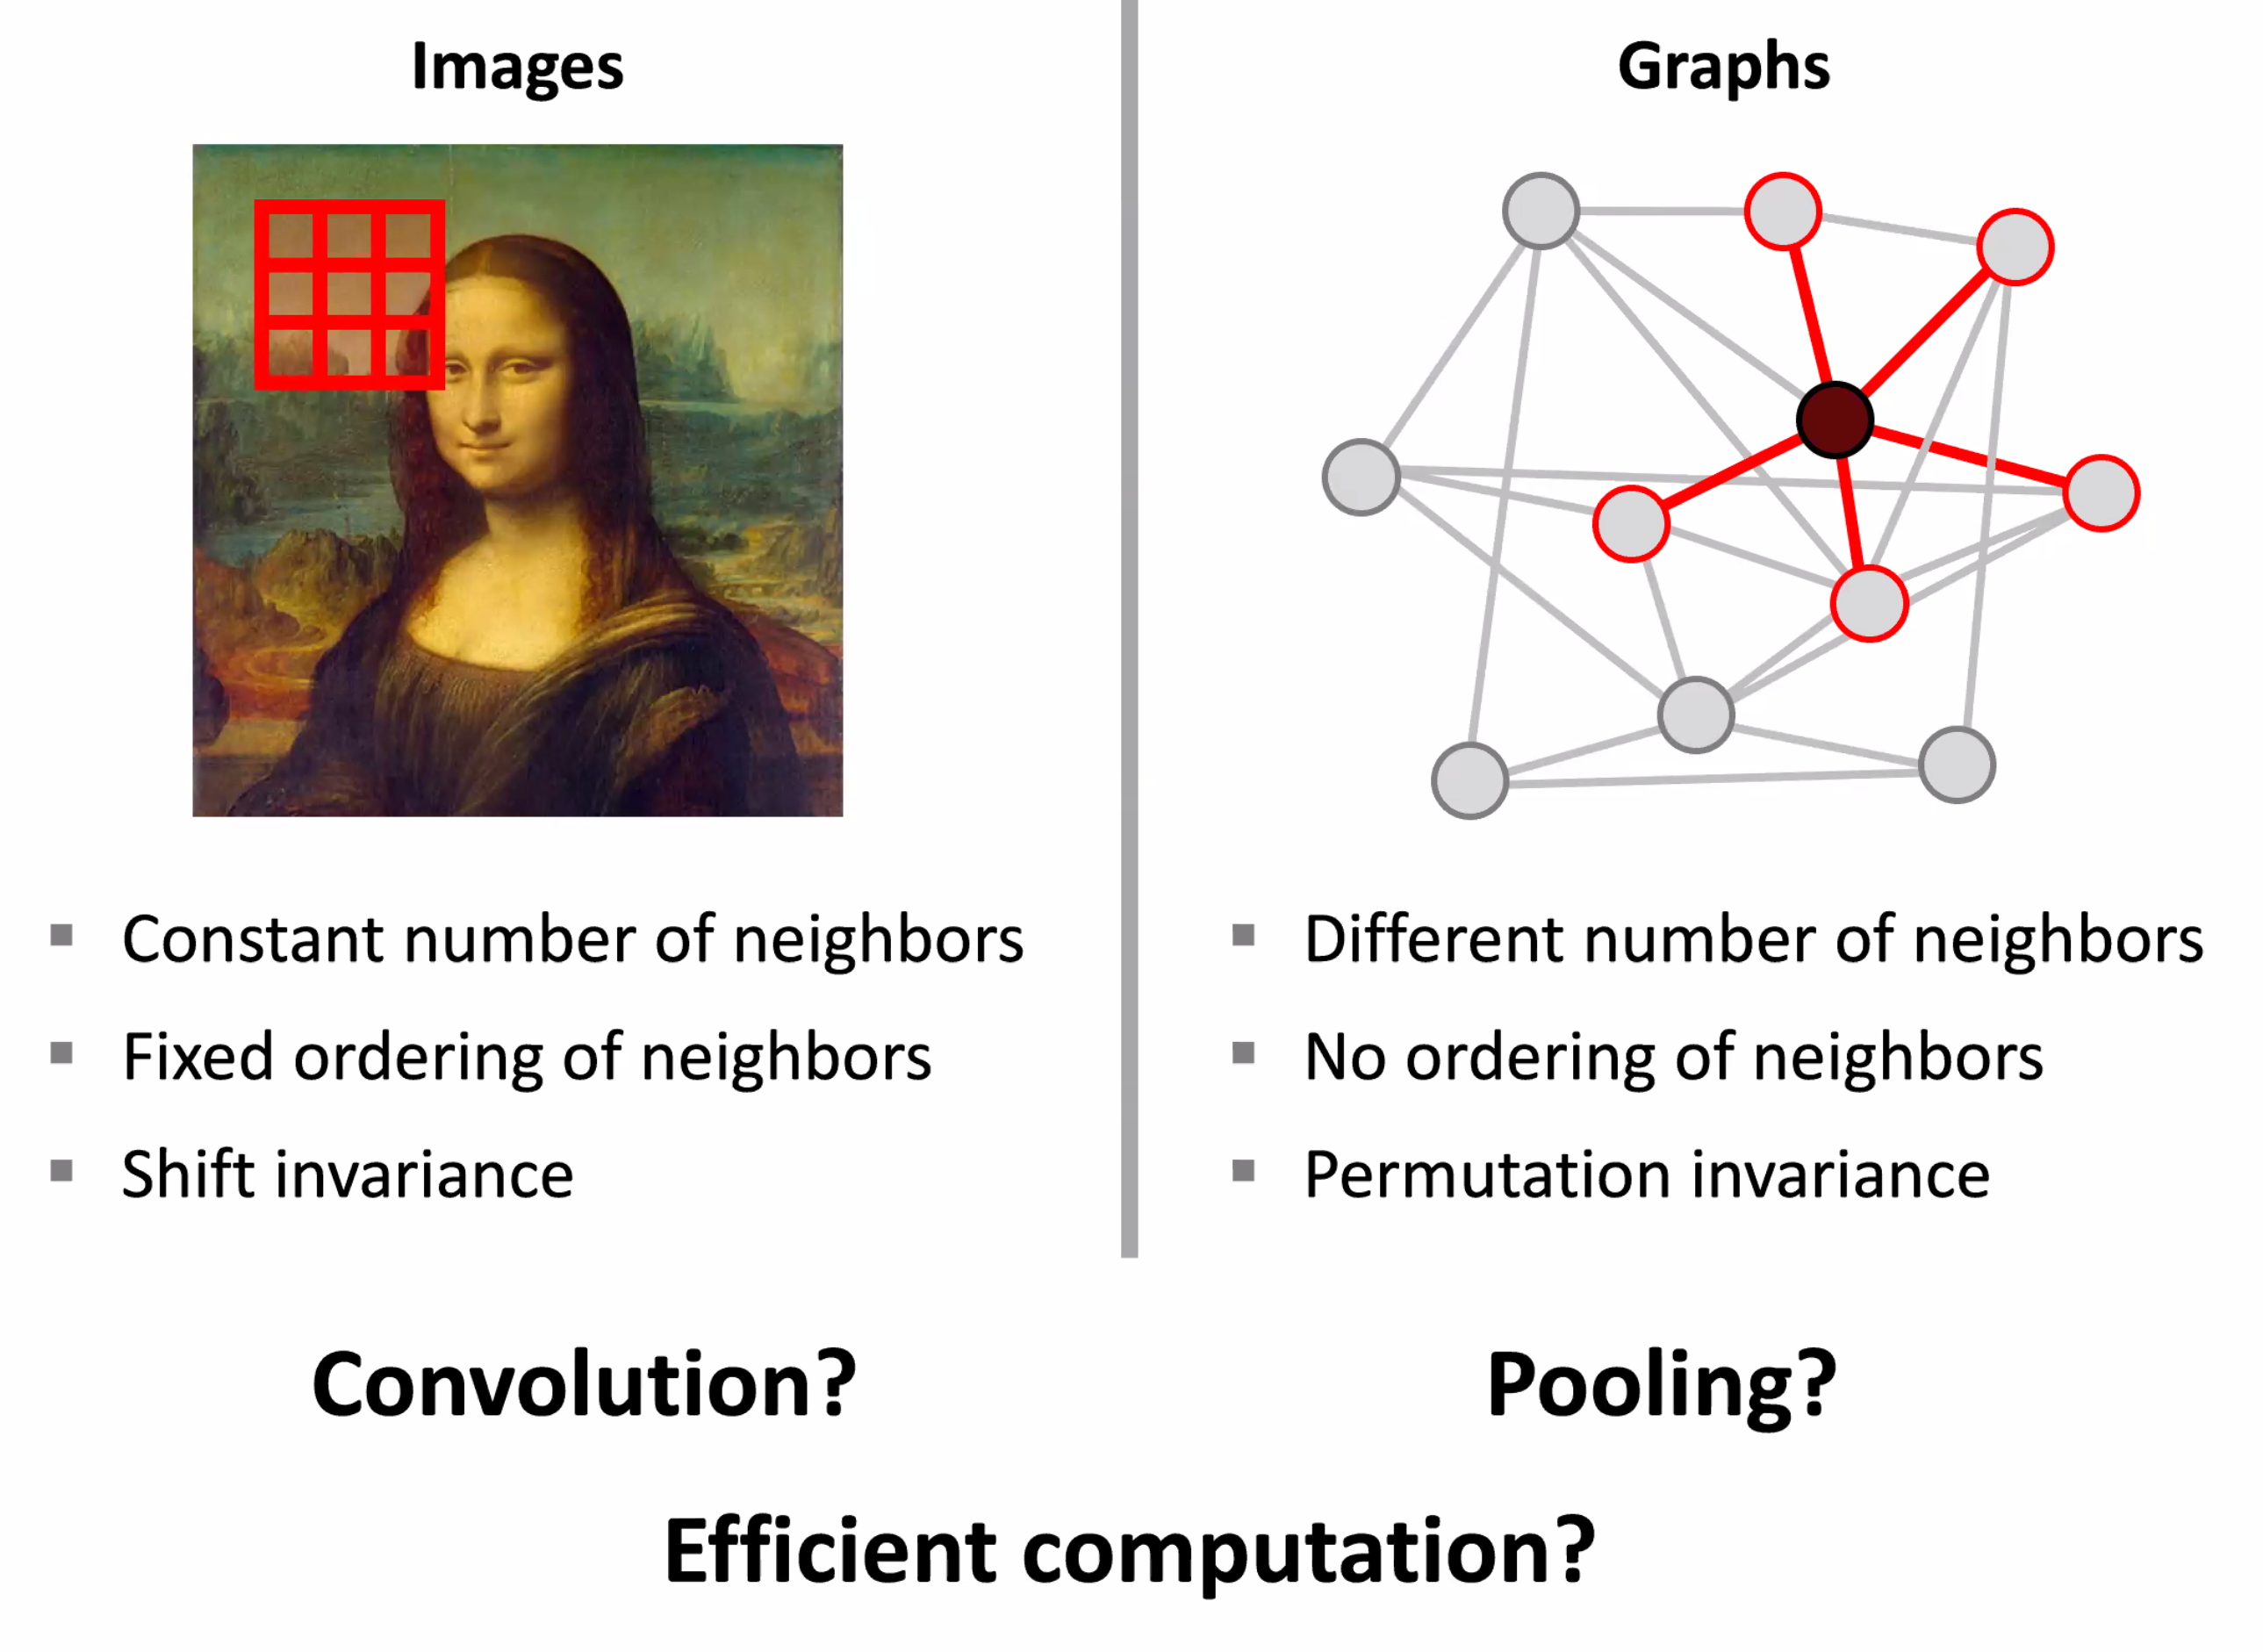 Images
Constant number of neighbors
Fixed ordering of neighbors
Shift invariance
Graphs
Different number of neighbors
No ordering of neighbors
Permutation invariance
Convolution?
Pooling?
Efficient computation?